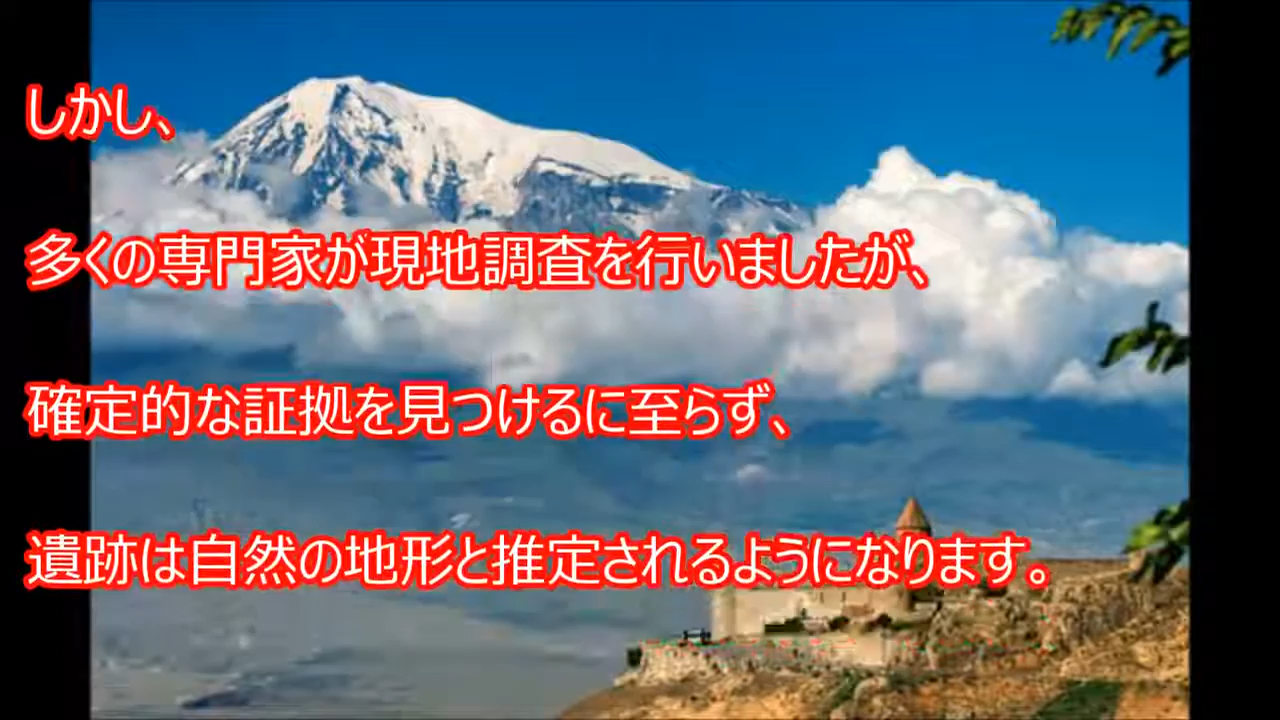 しかし、
多くの専門家が現地調査を行いましたが、
確定的な証拠を見つけるに至らず、
遺跡は自然の地形と推定されるようになります。